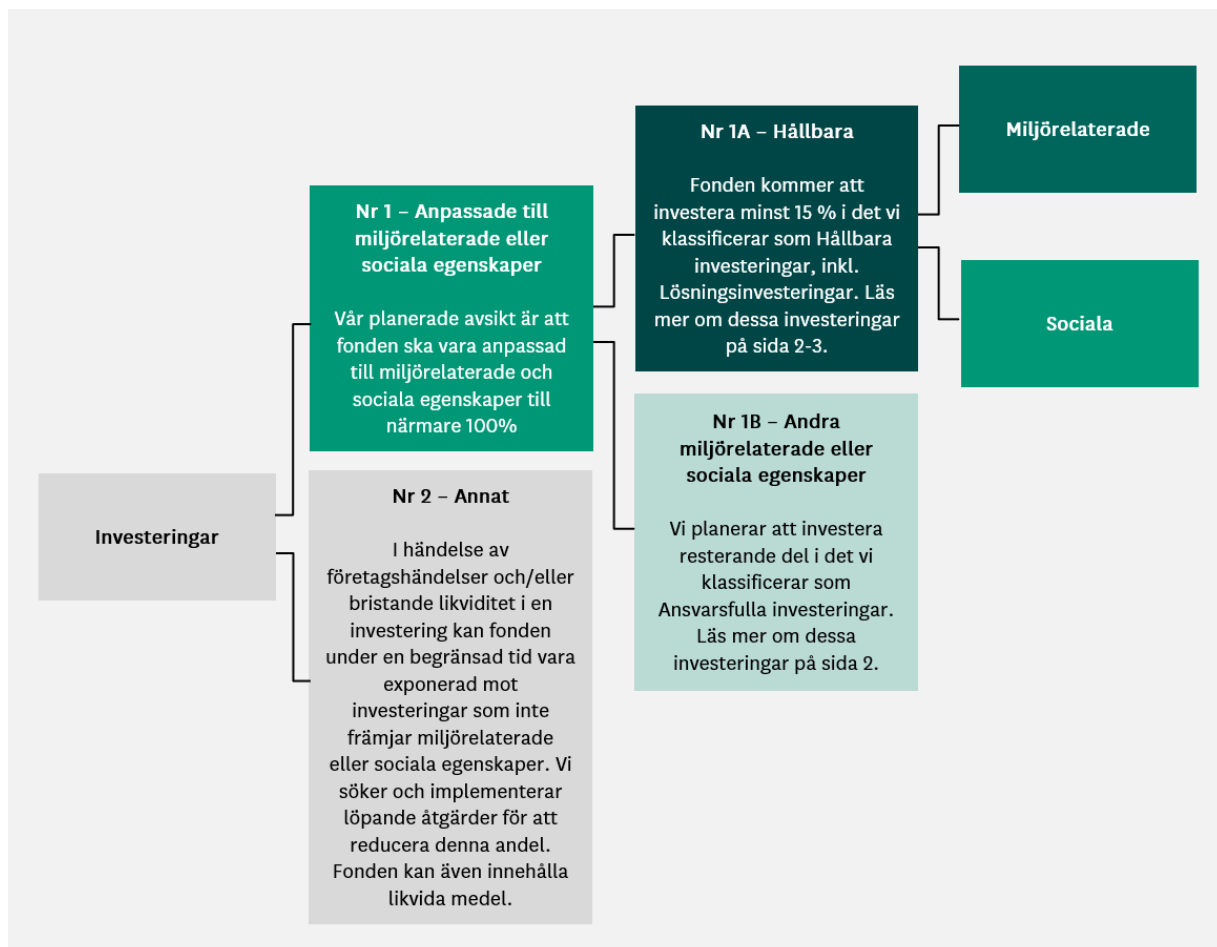 Investeringar
Nr 1 – Anpassade till
miljörelaterade eller
sociala egenskaper
Vår planerade avsikt är att
fonden ska vara anpassad
till miljörelaterade och
sociala egenskaper till
närmare 100%
Nr 2 – Annat
I händelse av
företagshändelser och/eller
bristande likviditet i en
investering kan fonden
under en begränsad tid vara
exponerad mot
investeringar som inte
främjar miljörelaterade
eller sociala egenskaper. Vi
söker och implementerar
löpande åtgärder för att
reducera denna andel.
Fonden kan även innehålla
likvida medel.
Nr 1A – Hållbara
Fonden kommer att
investera minst 15 % i det vi
klassificerar som Hållbara
investeringar, inkl.
Lösningsinvesteringar. Läs
mer om dessa investeringar
på sida 2-3.
Nr 1B – Andra
miljörelaterade eller
sociala egenskaper
Vi planerar att investera
resterande del i det vi
klassificerar som
Ansvarsfulla investeringar.
Läs mer om dessa
investeringar på sida 2.
Miljörelaterade
Sociala